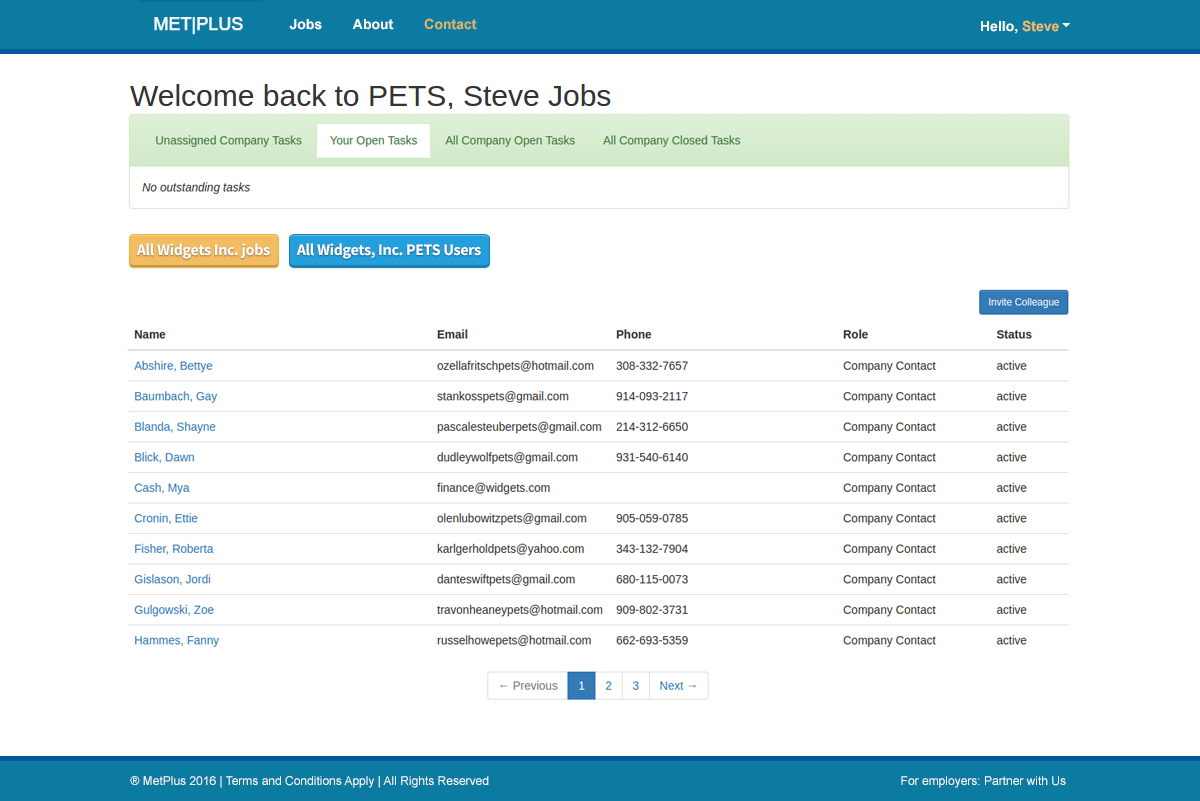 MET|PLUS Jobs About Contact Hello, Steve
Welcome back to PETS, Steve Jobs
Unassigned Company Tasks Your Open Tasks All Company Open Tasks All Company Closed Tasks
No outstanding tasks
All Widgets Inc. jobs All Widgets, Inc. PETS Users
Invite Colleague
Name Email Phone Role Status
Abshire, Bettye ozellafritschpets@hotmail.com 308-332-7657 Company Contact active
Baumbach, Gay stankosspets@gmail.com 914-093-2117 Company Contact active
Blanda, Shayne pascalesteuberpets@gmail.com 214-312-6650 Company Contact active
Blick, Dawn dudleywolfpets@gmail.com 931-540-6140 Company Contact active
Cash, Mya finance@widgets.com Company Contact active
Cronin, Ettie olenlubowitzpets@gmail.com 905-059-0785 Company Contact active
Fisher, Roberta karlgerholdpets@yahoo.com 343-132-7904 Company Contact active
Gislason, Jordi danteswiftpets@gmail.com 680-115-0073 Company Contact active
Gulgowski, Zoe travonheaneypets@hotmail.com 909-802-3731 Company Contact active
Hammes, Fanny russelhowepets@hotmail.com 662-693-5359 Company Contact active
← Previous 1 2 3 Next →
® MetPlus 2016 | Terms and Conditions Apply | All Rights Reserved For employers: Partner with Us